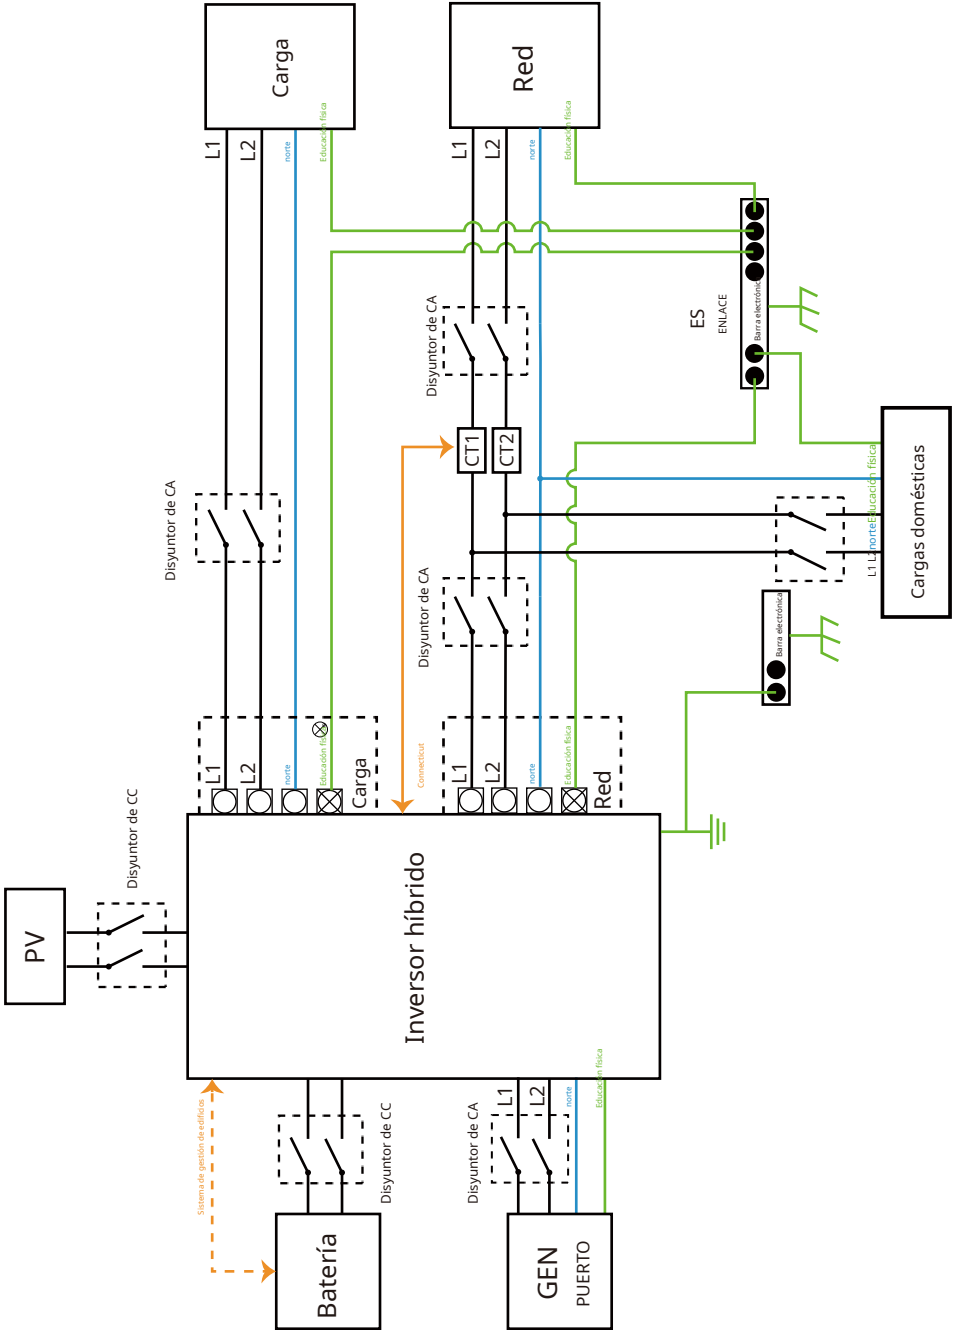 Carga
L1
L2
norte
Educación física
Red
L1
L2
norte
Educación física
Disyuntor de CA
ES
ENLACE
Barra electrónica
CT1
CT2
Disyuntor de CA
Disyuntor de CA
Cargas domésticas
L1 L2 norte Educación física
Barra electrónica
L1
L2
norte
Educación física
Carga
Connecticut
L1
L2
norte
Educación física
Red
Disyuntor de CC
PV
Inversor híbrido
Sistema de gestión de edificios
Disyuntor de CC
Batería
Disyuntor de CA
L1
L2
norte
Educación física
GEN
PUERTO